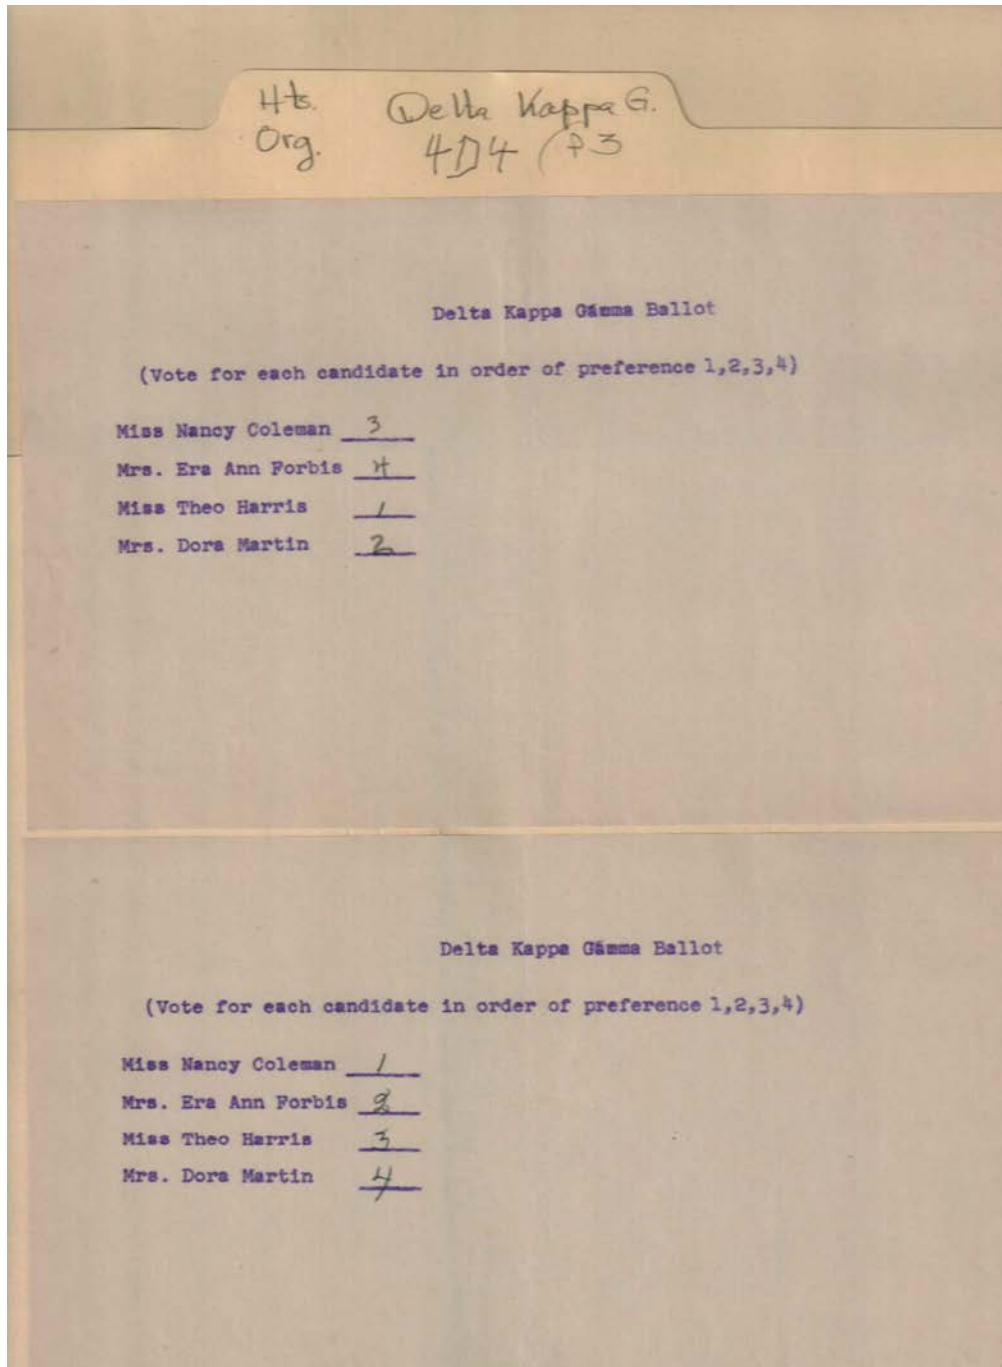 Hts. Delta Kappa G.
Org. 4D4 / P3
Delta Kappa Gamma Ballot
(Vote for each candidate in order of preference 1,2,3,4)
Miss Nancy Coleman 3
Mrs. Era Ann Forbis 4
Miss Theo Harris 1
Mrs. Dora Martin 2
Delta Kappa Gamma Ballot
(Vote for each candidate in order of preference 1,2,3,4)
Miss Nancy Coleman 1
Mrs. Era Ann Forbis 2
Miss Theo Harris 3
Mrs. Dora Martin 4